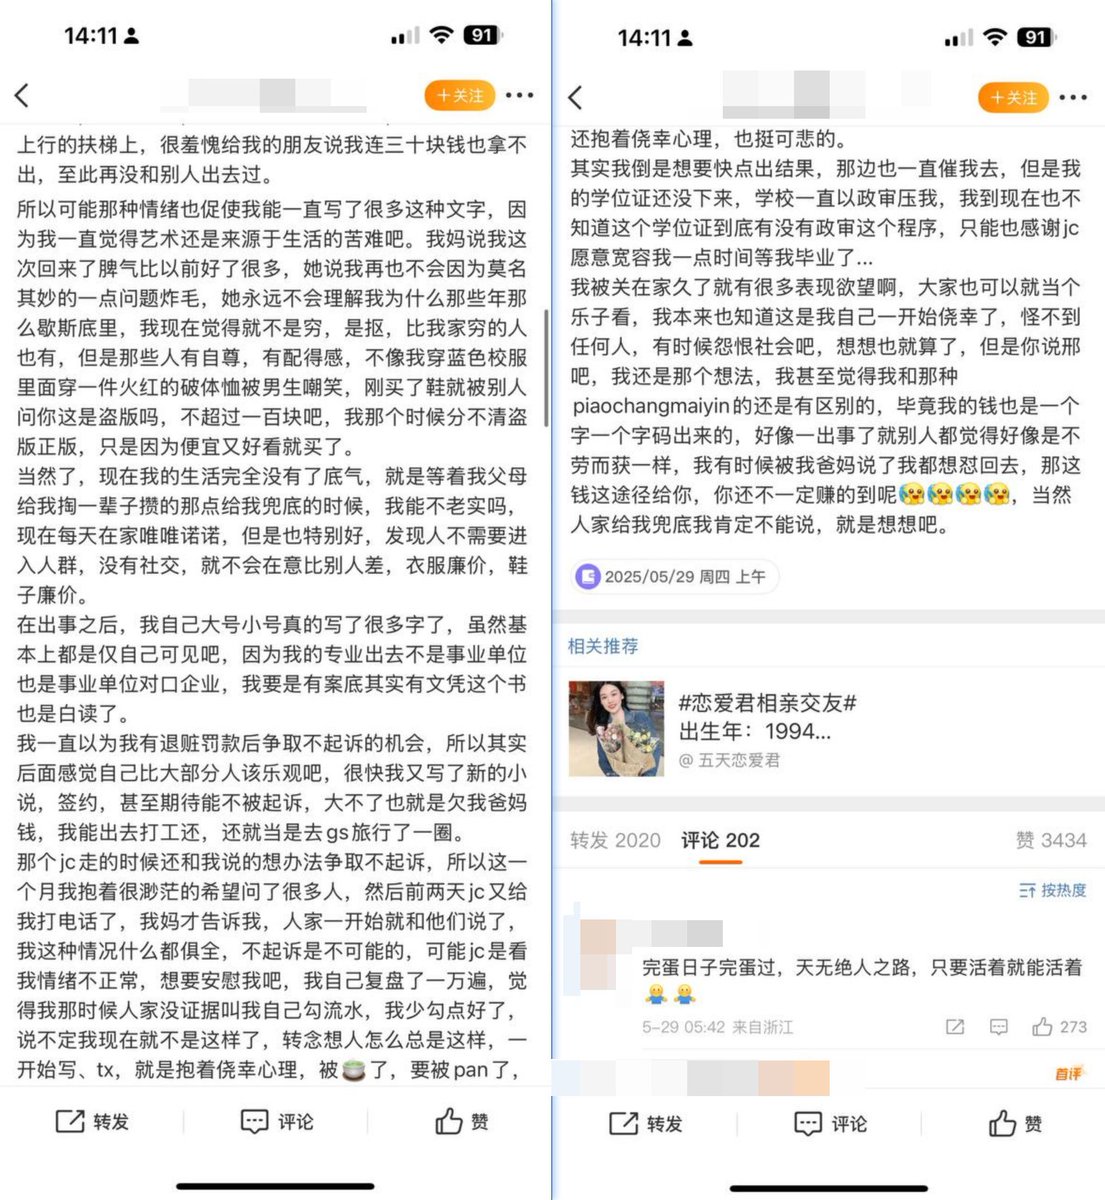 14:11
91
+关注
上行的扶梯上，很羞愧给我的朋友说我连三十块钱也拿不
出，至此再没和别人出去过。
所以可能那种情绪也促使我能一直写了很多这种文字，因
为我一直觉得艺术还是来源于生活的苦难吧。我妈说我这
次回来了脾气比以前好了很多，她说我再也不会因为莫名
其妙的一点问题炸毛，她永远不会理解我为什么那些年那
么歇斯底里，我现在觉得就不是穷，是抠，比我家穷的人
也有，但是那些人有自尊，有配得感，不像我穿蓝色校服
里面穿一件火红的破体恤被男生嘲笑，刚买了鞋就被别人
问你这是盗版吗，不超过一百块吧，我那个时候分不清盗
版正版，只是因为便宜又好看就买了。
当然了，现在我的生活完全没有了底气，就是等着我父母
给我掏一辈子攒的那点给我兜底的时候，我能不老实吗，
现在每天在家唯唯诺诺，但是也特别好，发现人不需要进
入人群，没有社交，就不会在意比别人差，衣服廉价，鞋
子廉价。
在出事之后，我自己大号小号真的写了很多字了，虽然基
本上都是仅自己可见吧，因为我的专业出去不是事业单位
也是事业单位对口企业，我要是有案底其实有文凭这个书
也是白读了。
我一直以为我有退赃罚款后争取不起诉的机会，所以其实
后面感觉自己比大部分人该乐观吧，很快我又写了新的小
说，签约，甚至期待能不被起诉，大不了也就是欠我爸妈
钱，我能出去打工还，还就当是去gs旅行了一圈。
那个jc走的时候还和我说的想办法争取不起诉，所以这一
个月我抱着很渺茫的希望问了很多人，然后前两天jc又给
我打电话了，我妈才告诉我，人家一开始就和他们说了，
我这种情况什么都俱全，不起诉是不可能的，可能jc是看
我情绪不正常，想要安慰我吧，我自己复盘了一万遍，觉
得我那时候人家没证据叫我自己勾流水，我少勾点好了，
说不定我现在就不是这样了，转念想人怎么总是这样，一
开始写、tx，就是抱着侥幸心理，被🍵了，要被pan了，
转发
评论
赞
14:11
91
+关注
还抱着侥幸心理，也挺可悲的。
其实我倒是想要快点出结果，那边也一直催我去，但是我
的学位证还没下来，学校一直以政审压我，我到现在也不
知道这个学位证到底有没有政审这个程序，只能也感谢jc
愿意宽容我一点时间等我毕业了...
我被关在家久了就有很多表现欲望啊，大家也可以就当个
乐子看，我本来也知道这是我自己一开始侥幸了，怪不到
任何人，有时候怨恨社会吧，想想也就算了，但是你说邢
吧，我还是那个想法，我甚至觉得我和那种
piaochangmaiyin的还是有区别的，毕竟我的钱也是一个
字一个字码出来的，好像一出事了就别人都觉得好像是不
劳而获一样，我有时候被我爸妈说了我都想怼回去，那这
钱这途径给你，你还不一定赚的到呢，当然
人家给我兜底我肯定不能说，就是想想吧。
2025/05/29 周四 上午
相关推荐
#恋爱君相亲交友#
出生年：1994...
@五天恋爱君
转发 2020 评论 202 赞 3434
按热度
完蛋日子完蛋过，天无绝人之路，只要活着就能活着
5-29 05:42 来自浙江
273
首评
转发
评论
赞